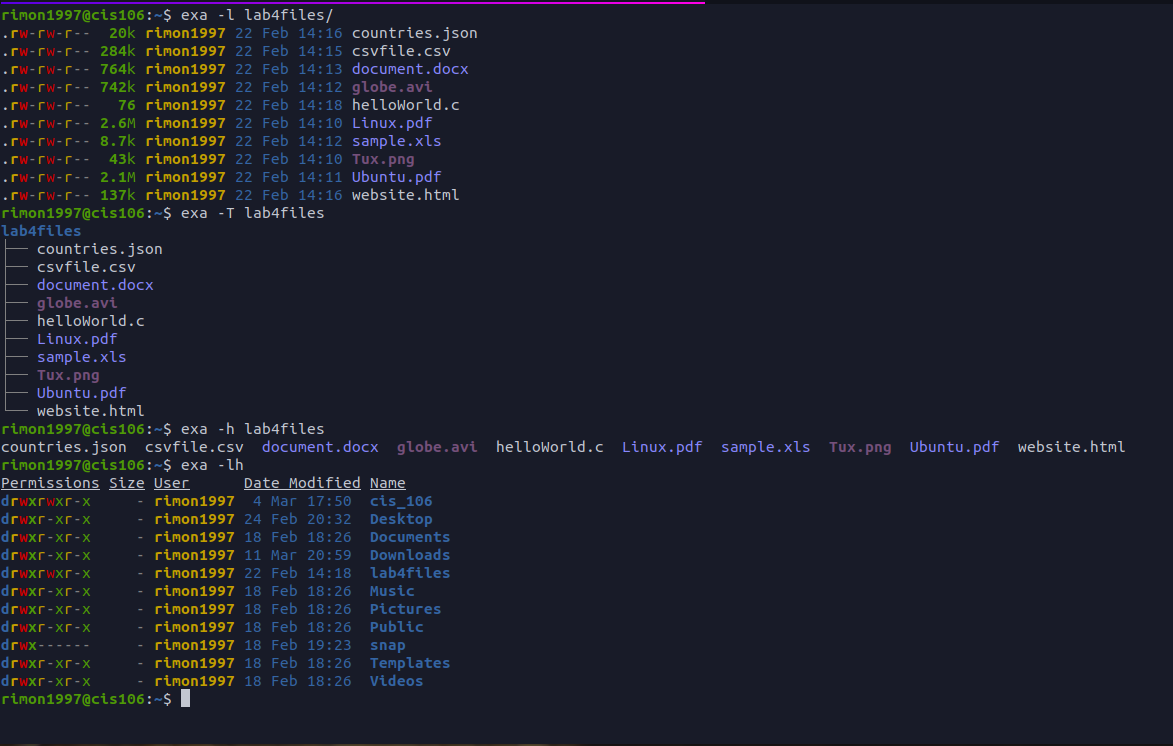 rimon1997@cis106:~$ exa -l lab4files/
.rw-rw-r--  20k rimon1997 22 Feb 14:16 countries.json
.rw-rw-r-- 284k rimon1997 22 Feb 14:15 csvfile.csv
.rw-rw-r-- 764k rimon1997 22 Feb 14:13 document.docx
.rw-rw-r-- 742k rimon1997 22 Feb 14:12 globe.avi
.rw-rw-r--   76 rimon1997 22 Feb 14:18 helloWorld.c
.rw-rw-r-- 2.6M rimon1997 22 Feb 14:10 Linux.pdf
.rw-rw-r-- 8.7k rimon1997 22 Feb 14:12 sample.xls
.rw-rw-r--  43k rimon1997 22 Feb 14:10 Tux.png
.rw-rw-r-- 2.1M rimon1997 22 Feb 14:11 Ubuntu.pdf
.rw-rw-r-- 137k rimon1997 22 Feb 14:16 website.html
rimon1997@cis106:~$ exa -T lab4files
lab4files
├── countries.json
├── csvfile.csv
├── document.docx
├── globe.avi
├── helloWorld.c
├── Linux.pdf
├── sample.xls
├── Tux.png
├── Ubuntu.pdf
└── website.html
rimon1997@cis106:~$ exa -h lab4files
countries.json  csvfile.csv  document.docx  globe.avi  helloWorld.c  Linux.pdf  sample.xls  Tux.png  Ubuntu.pdf  website.html
rimon1997@cis106:~$ exa -lh
Permissions Size User      Date Modified Name
drwxrwxr-x     - rimon1997  4 Mar 17:50  cis_106
drwxr-xr-x     - rimon1997 24 Feb 20:32  Desktop
drwxr-xr-x     - rimon1997 18 Feb 18:26  Documents
drwxr-xr-x     - rimon1997 11 Mar 20:59  Downloads
drwxrwxr-x     - rimon1997 22 Feb 14:18  lab4files
drwxr-xr-x     - rimon1997 18 Feb 18:26  Music
drwxr-xr-x     - rimon1997 18 Feb 18:26  Pictures
drwxr-xr-x     - rimon1997 18 Feb 18:26  Public
drwx------     - rimon1997 18 Feb 19:23  snap
drwxr-xr-x     - rimon1997 18 Feb 18:26  Templates
drwxr-xr-x     - rimon1997 18 Feb 18:26  Videos
rimon1997@cis106:~$